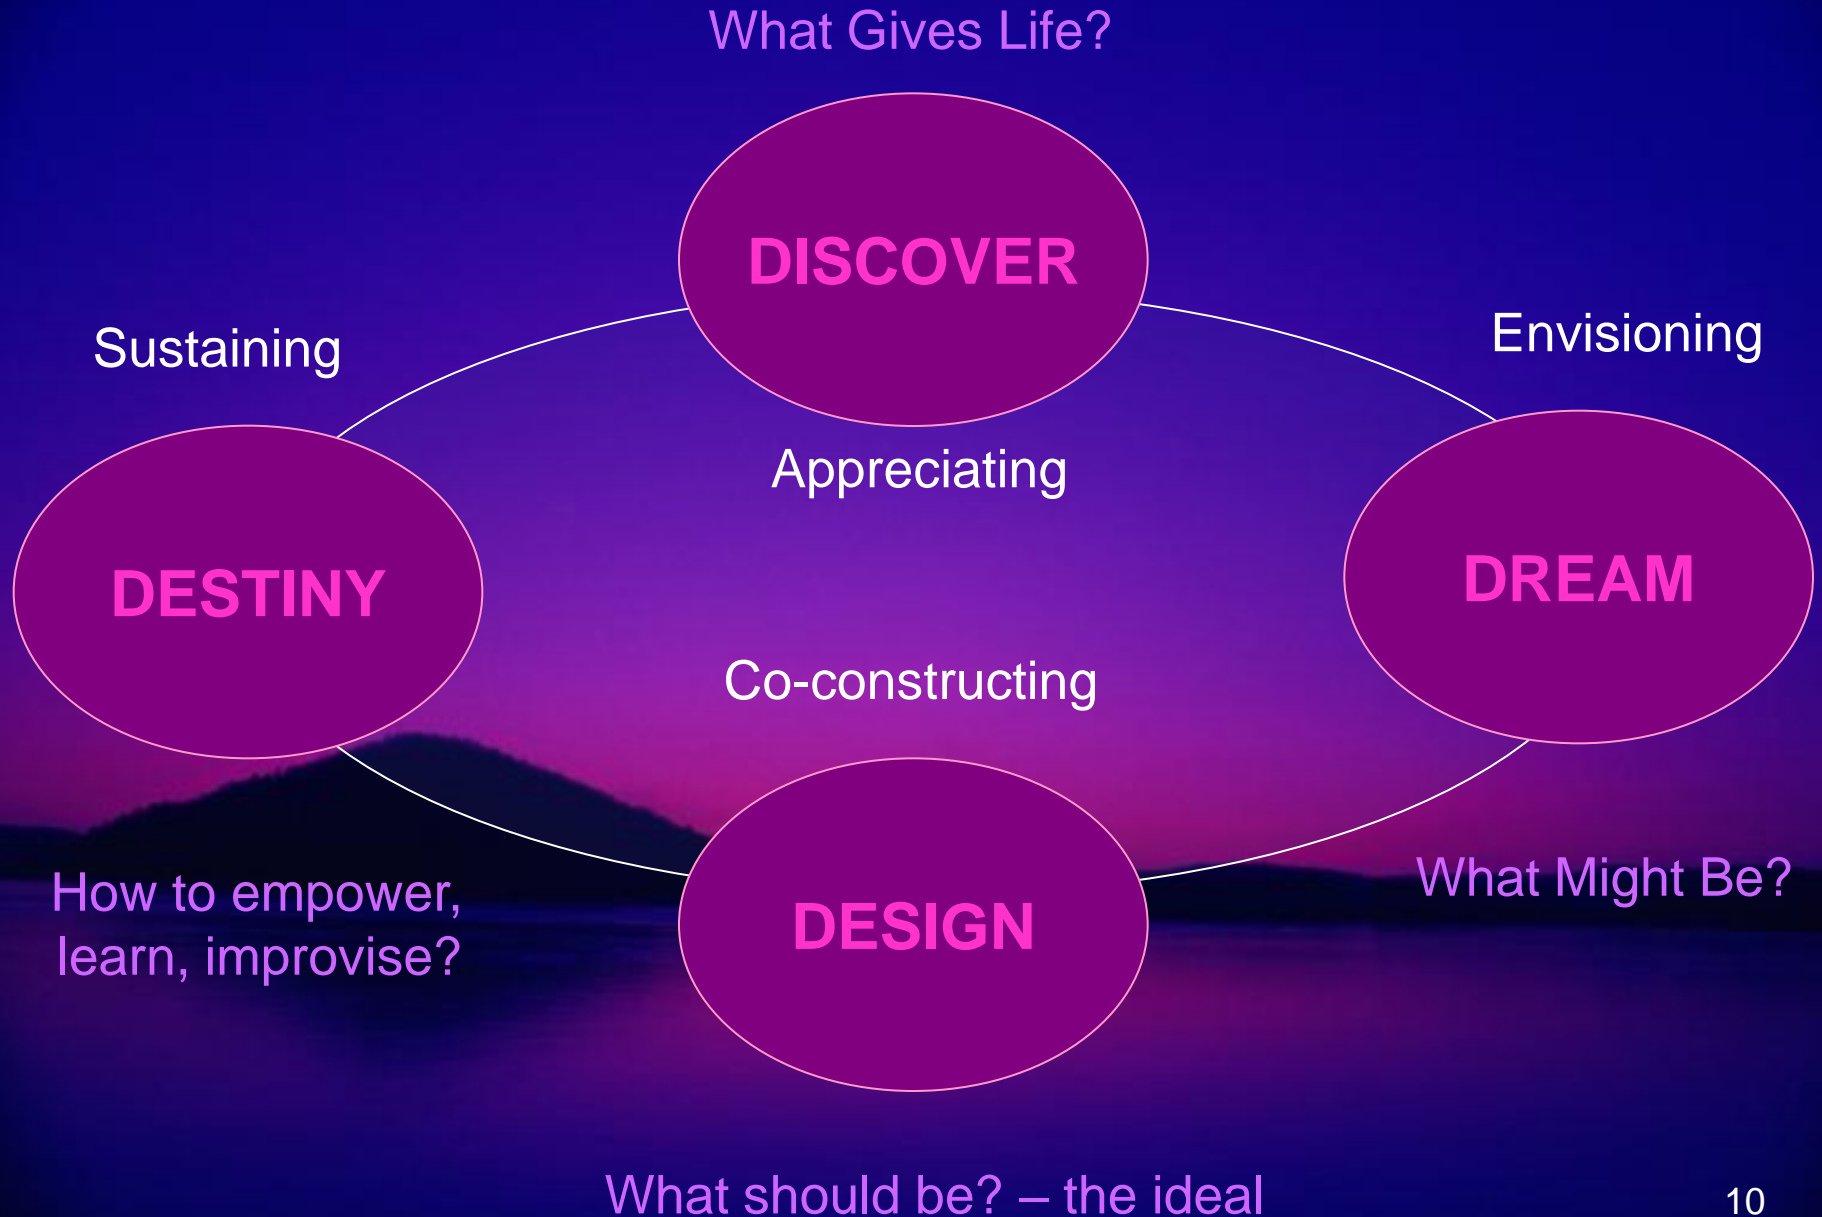 What Gives Life?
DISCOVER
Sustaining
Envisioning
Appreciating
DESTINY
DREAM
Co-constructing
How to empower,
learn, improvise?
What Might Be?
DESIGN
What should be? – the ideal
10